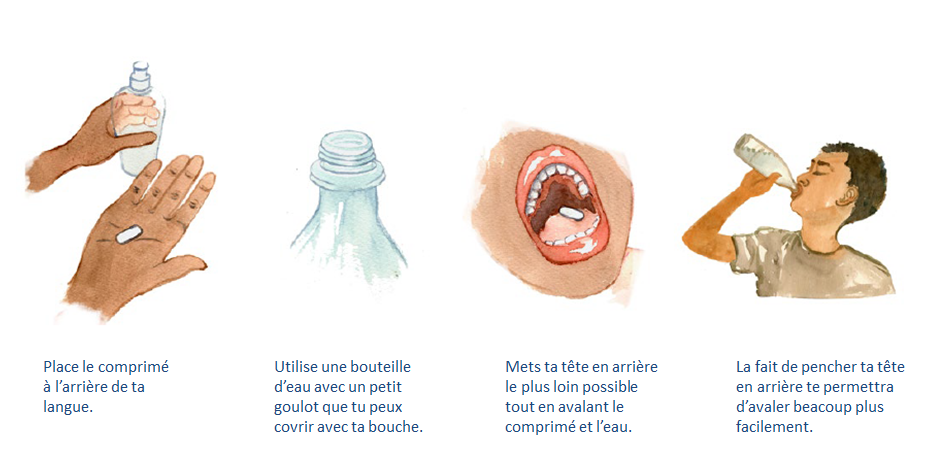 Place le comprimé
à l’arrière de ta
langue.
Utilise une bouteille
d’eau avec un petit
goulot que tu peux
covrir avec ta bouche.
Mets ta tête en arrière
le plus loin possible
tout en avalant le
comprimé et l’eau.
La fait de pencher ta tête
en arrière te permettra
d’avaler beacoup plus
facilement.